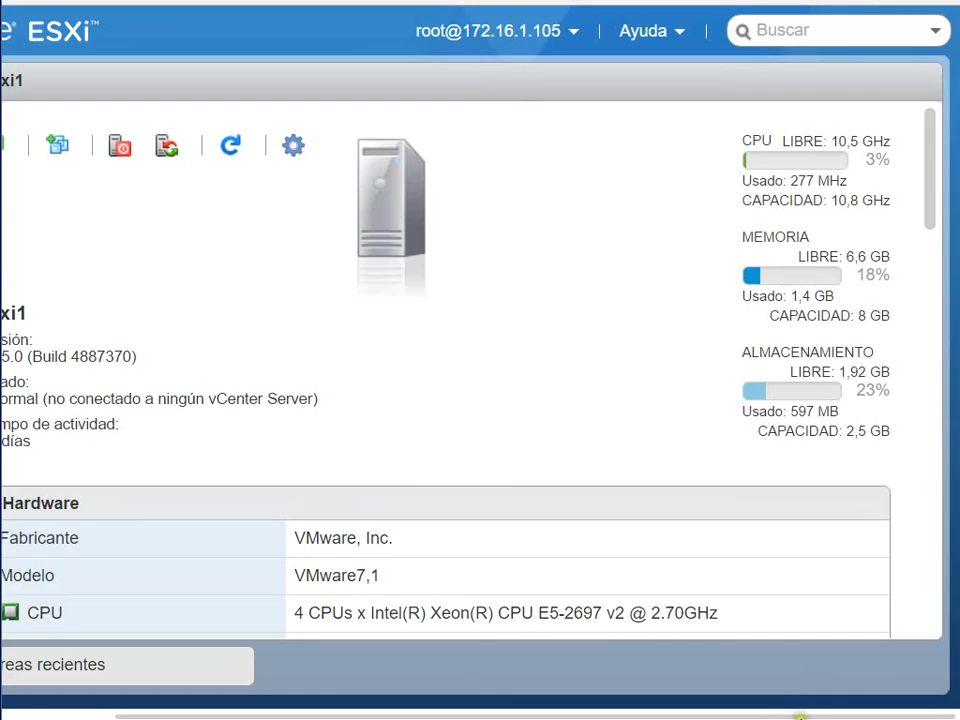 e® ESXi™
root@172.16.1.105
|
Ayuda
|
Buscar
xi1
CPU LIBRE: 10,5 GHz
3%
Usado: 277 MHz
CAPACIDAD: 10,8 GHz
MEMORIA
LIBRE: 6,6 GB
18%
Usado: 1,4 GB
CAPACIDAD: 8 GB
ALMACENAMIENTO
LIBRE: 1,92 GB
23%
Usado: 597 MB
CAPACIDAD: 2,5 GB
xi1
sión:
5.0 (Build 4887370)
ado:
ormal (no conectado a ningún vCenter Server)
mpo de actividad:
días
Hardware
Fabricante VMware, Inc.
Modelo VMware7,1
CPU 4 CPUs x Intel(R) Xeon(R) CPU E5-2697 v2 @ 2.70GHz
reas recientes